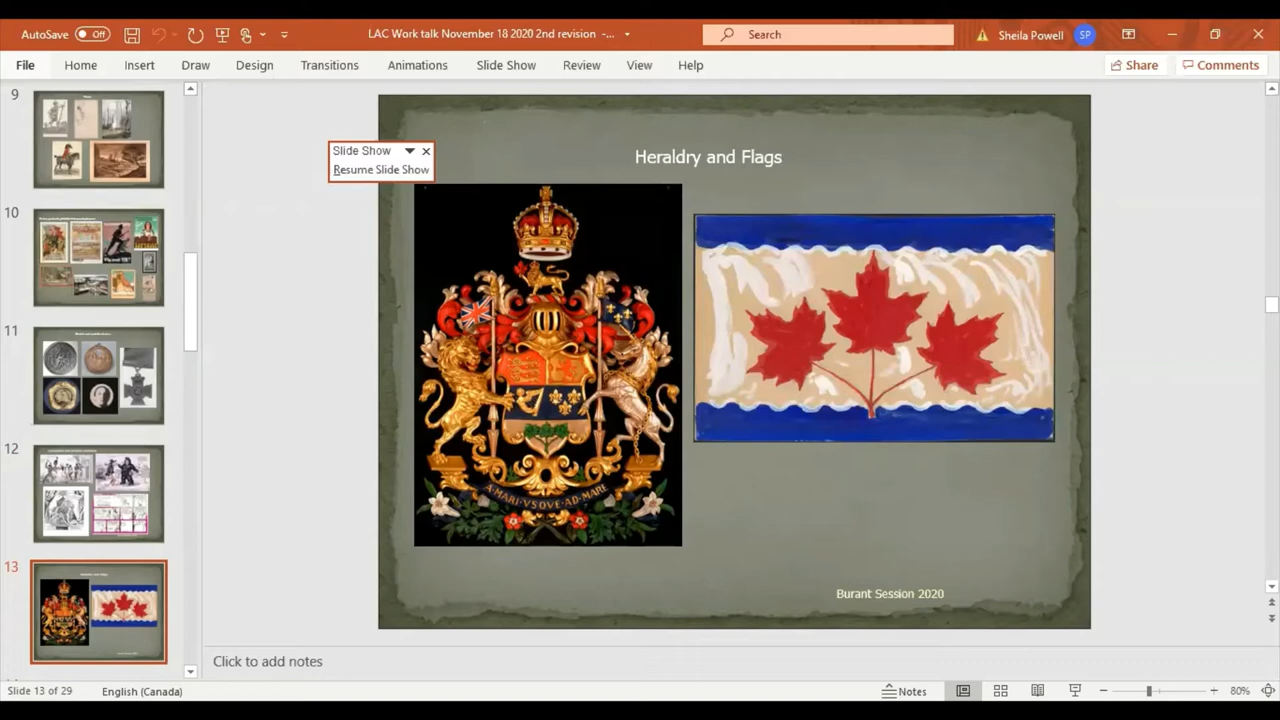 AutoSave Off
LAC Work talk November 18 2020 2nd revision -...
Search
Sheila Powell SP
File Home Insert Draw Design Transitions Animations Slide Show Review View Help
Share Comments
9
10
11
12
13
Slide Show
Resume Slide Show
Heraldry and Flags
A·MARI·VSQVE·AD·MARE
Burant Session 2020
Click to add notes
Slide 13 of 29 English (Canada) Notes 80%